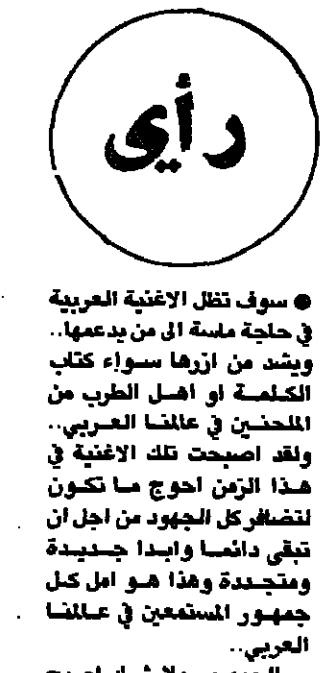 رأي
● سوف تظل الاغنية العربية
في حاجة ماسة الى من يدعمها..
ويشد من ازرها سواء كتاب
الكلمة او اهل الطرب من
الملحنين في عالمنا العربي..
ولقد اصبحت تلك الاغنية في
هذا الزمن احوج ما تكون
لتضافر كل الجهود من اجل ان
تبقى دائما وابدا جديدة
ومتجددة وهذا هو امل كل
جمهور المستمعين في عالمنا
العربي..